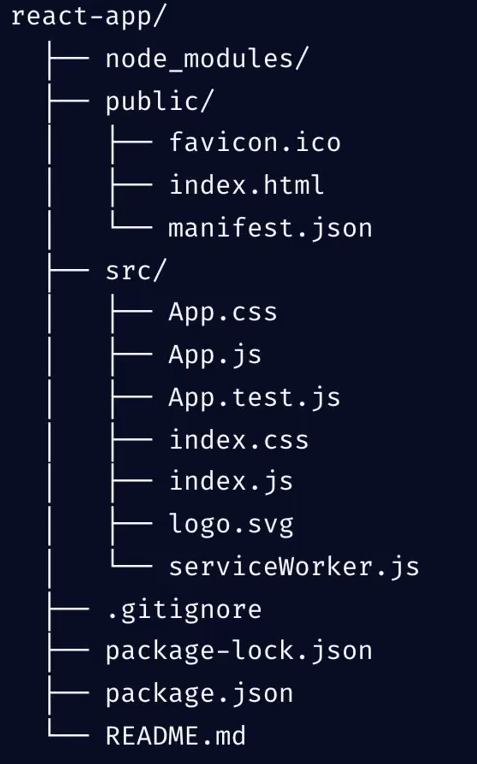 react-app/
├── node_modules/
├── public/
│   ├── favicon.ico
│   ├── index.html
│   └── manifest.json
├── src/
│   ├── App.css
│   ├── App.js
│   ├── App.test.js
│   ├── index.css
│   ├── index.js
│   ├── logo.svg
│   └── serviceWorker.js
├── .gitignore
├── package-lock.json
├── package.json
└── README.md